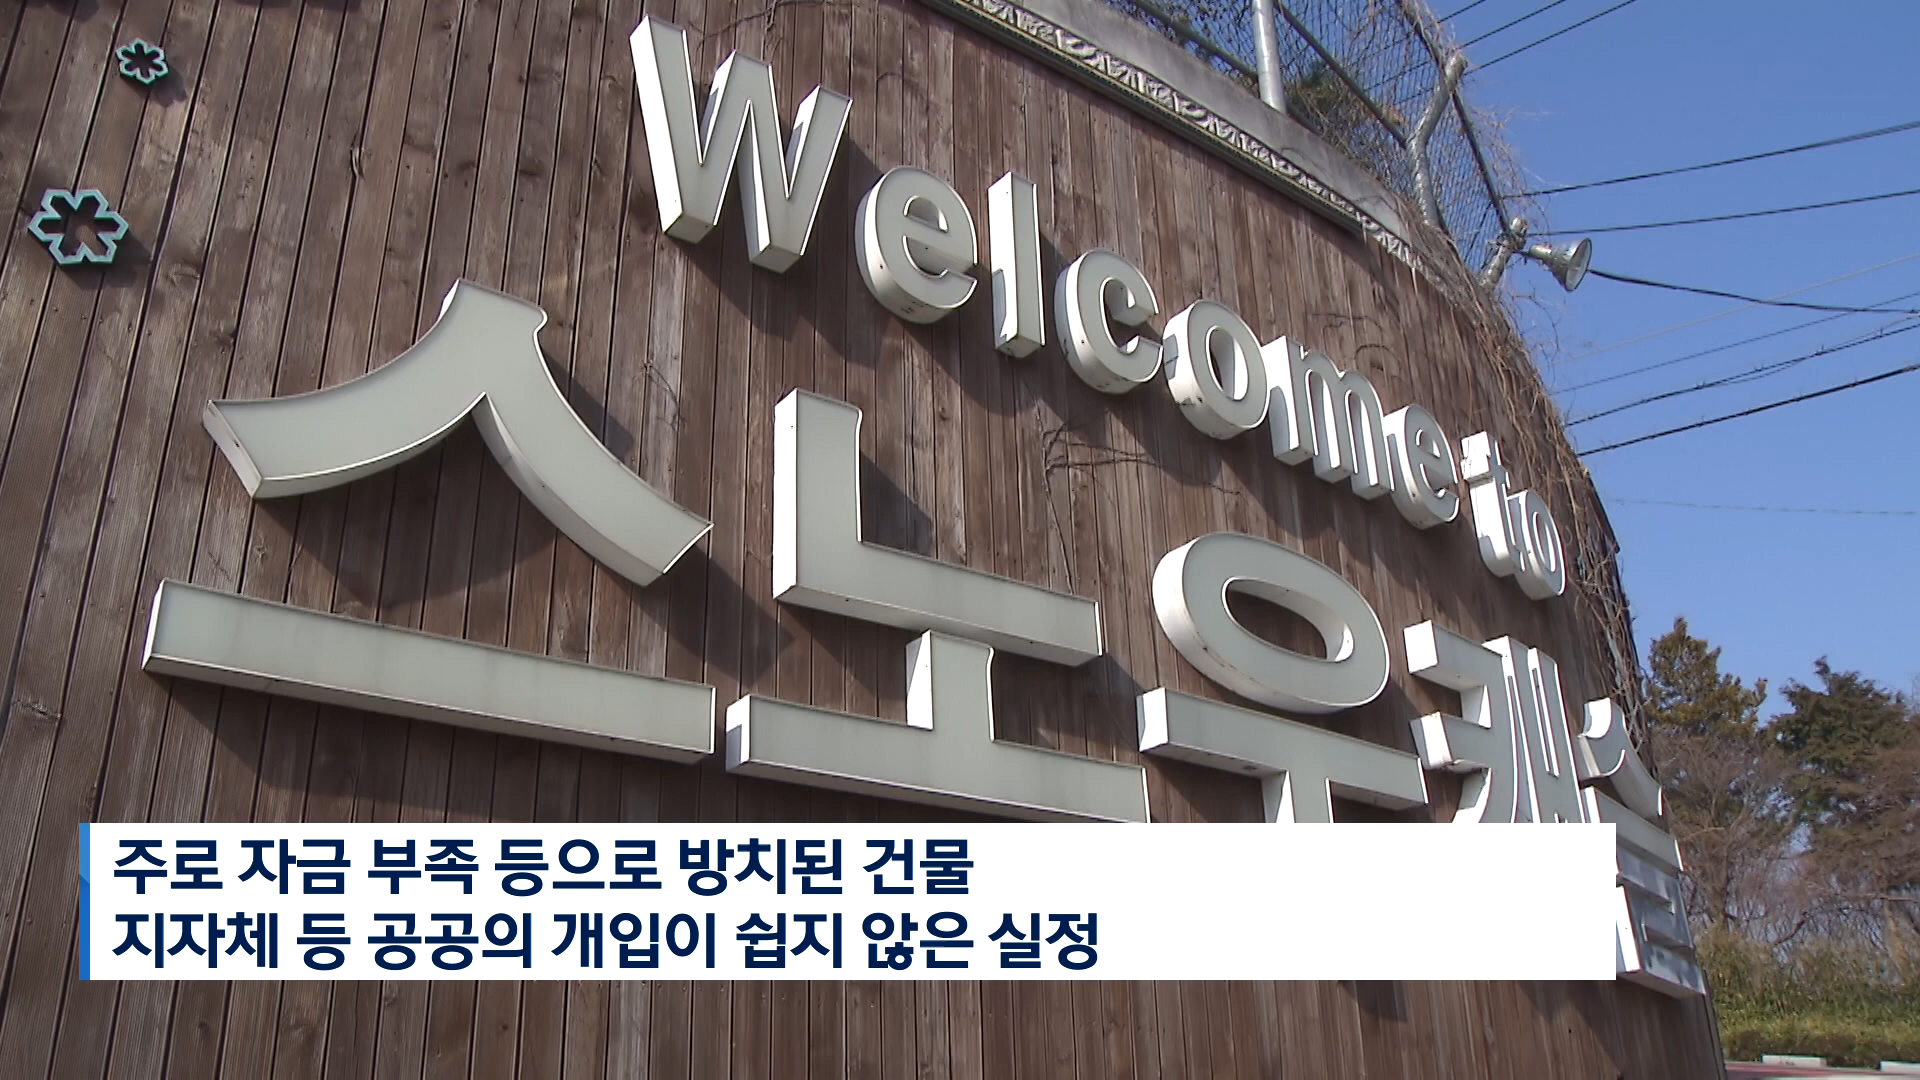 Welcome to
스노우캐슬
주로 자금 부족 등으로 방치된 건물
지자체 등 공공의 개입이 쉽지 않은 실정